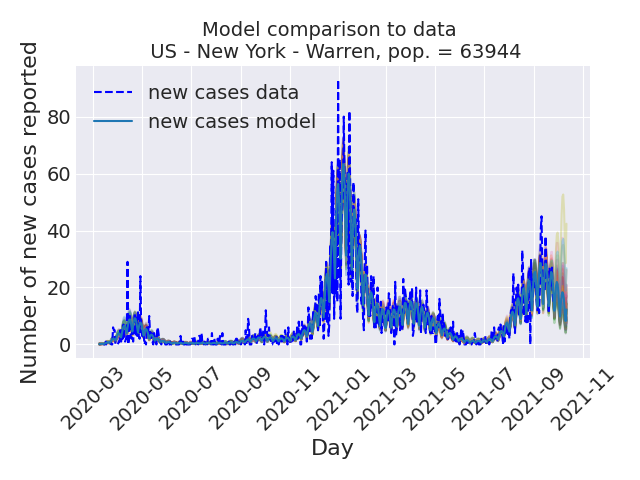 Model comparison to data
US - New York - Warren, pop. = 63944
Number of new cases reported
80
60
40
20
0
new cases data
new cases model
2020-03
2020-05
2020-07
2020-09
2020-11
2021-01
2021-03
2021-05
2021-07
2021-09
2021-11
Day